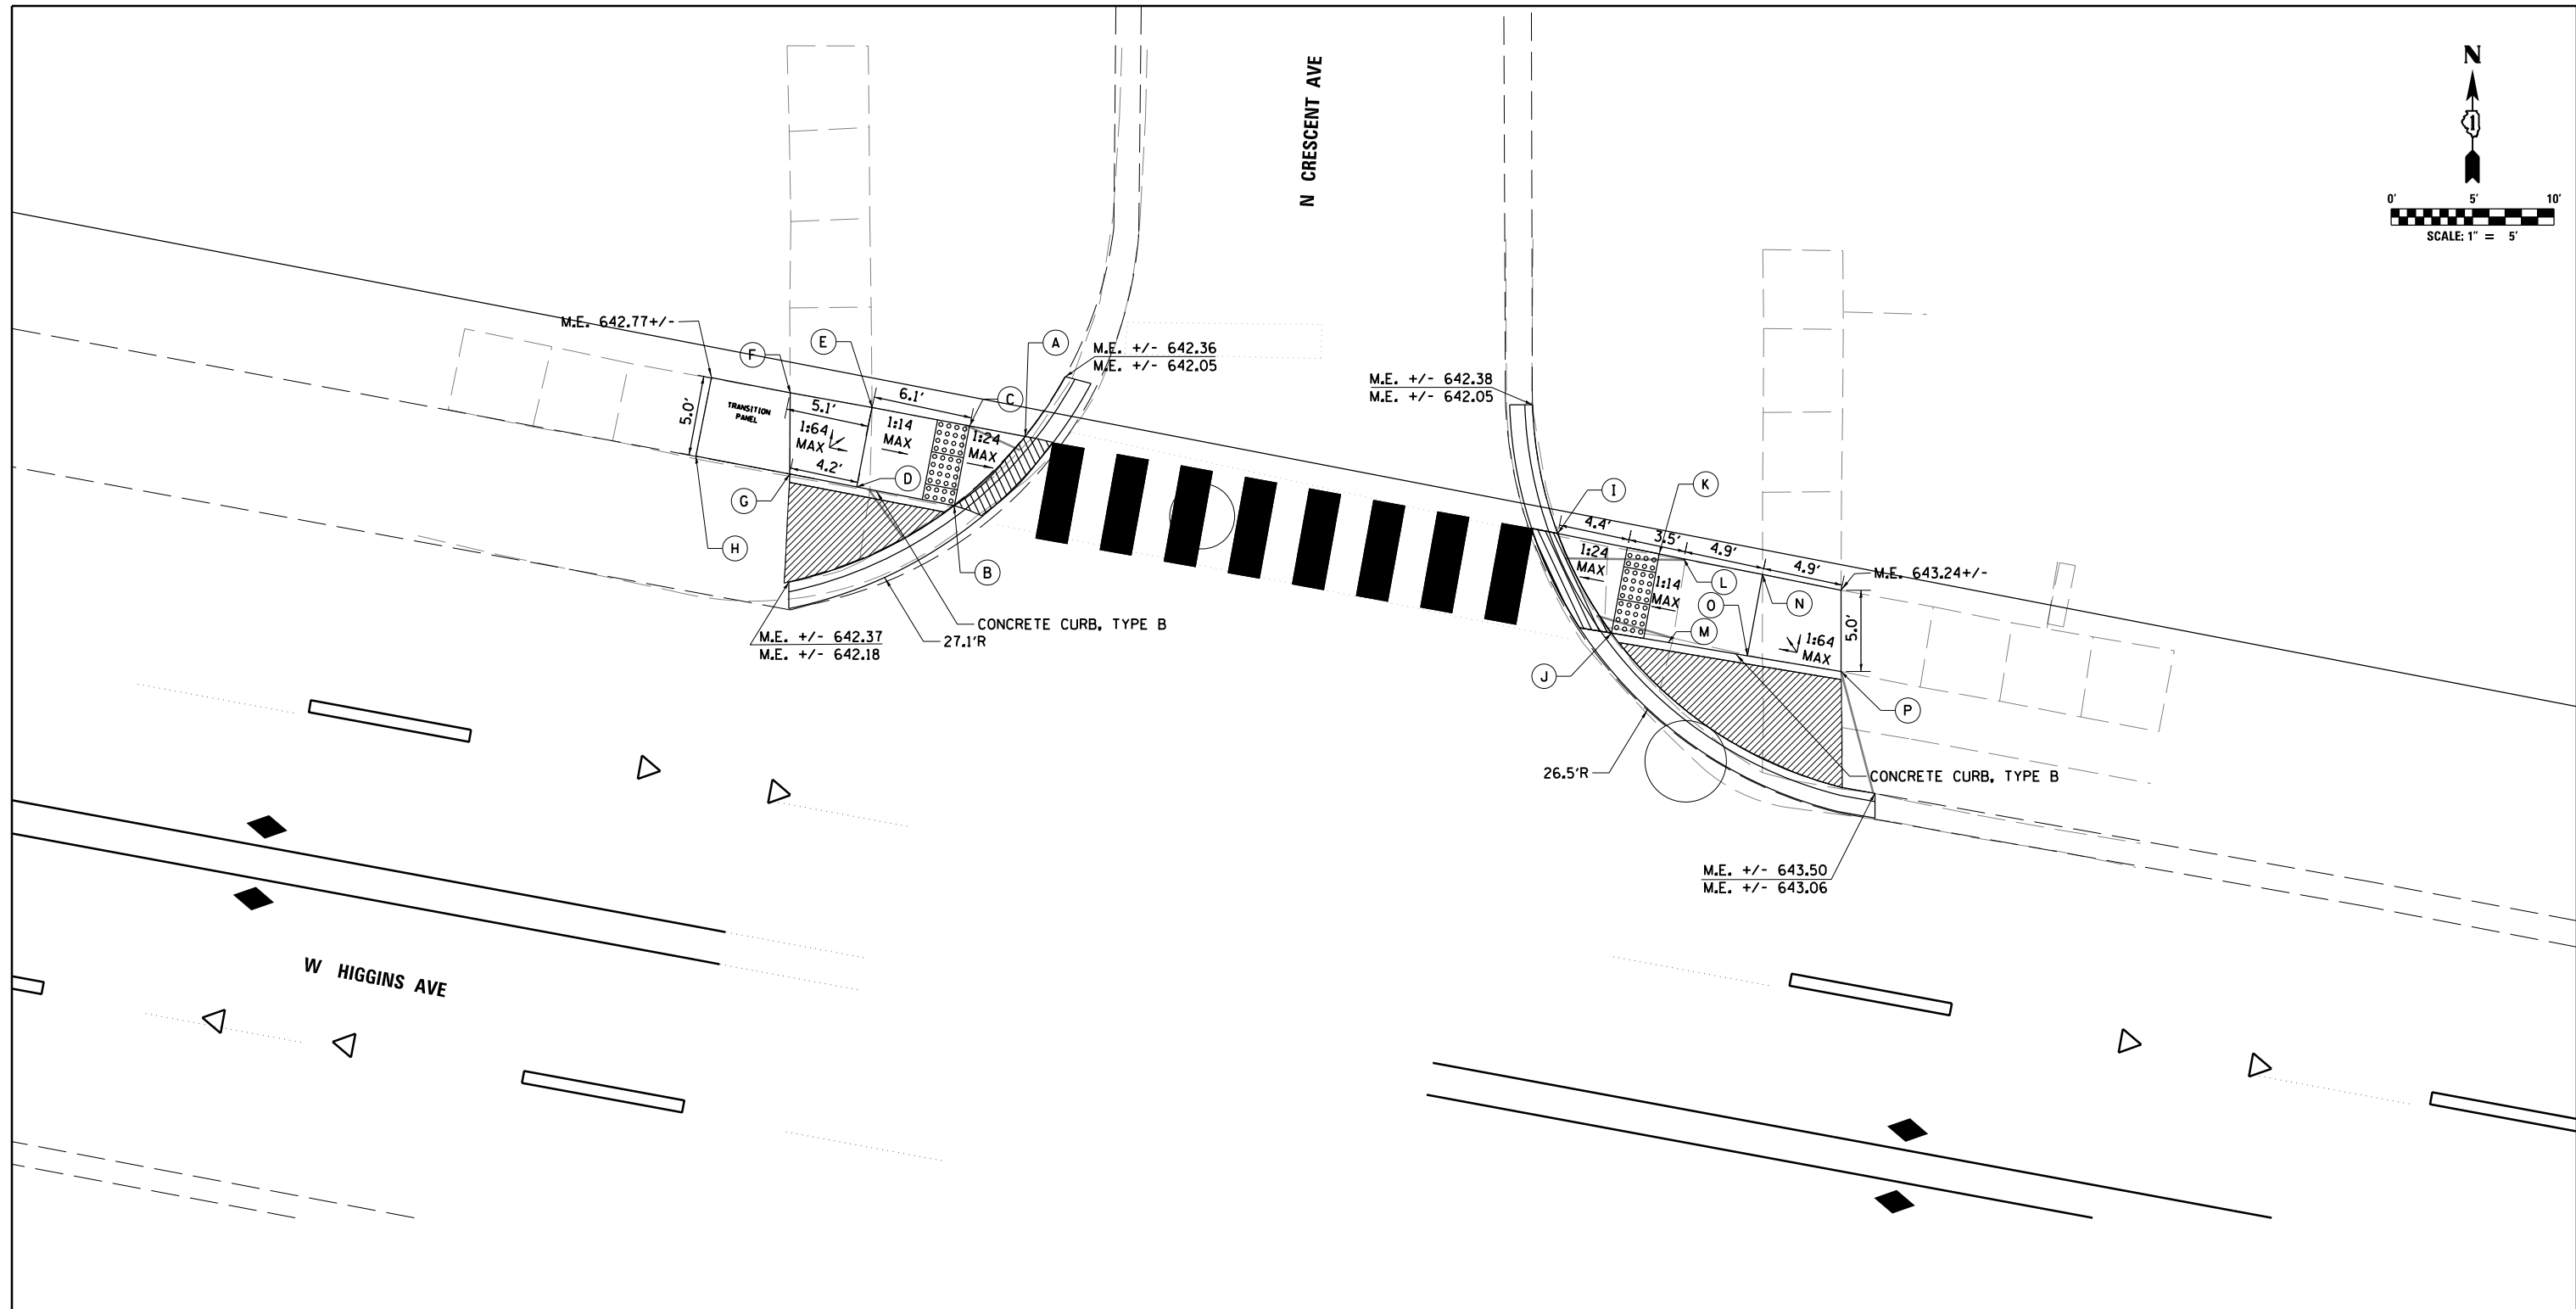 N
1
0' 5' 10'
SCALE: 1" = 5'
N CRESCENT AVE
M.E. 642.77+/-
F
E
A
M.E. +/- 642.36
M.E. +/- 642.05
M.E. +/- 642.38
M.E. +/- 642.05
5.0'
TRANSITION
PANEL
5.1'
6.1'
C
1:64
MAX
1:14
MAX
1:24
MAX
4.2'
D
G
H
B
CONCRETE CURB, TYPE B
27.1'R
M.E. +/- 642.37
M.E. +/- 642.18
I
K
4.4'
3.5'
4.9'
4.9'
M.E. 643.24+/-
1:24
MAX
1:14
MAX
L
O
N
M
1:64
MAX
5.0'
J
P
26.5'R
CONCRETE CURB, TYPE B
M.E. +/- 643.50
M.E. +/- 643.06
W HIGGINS AVE